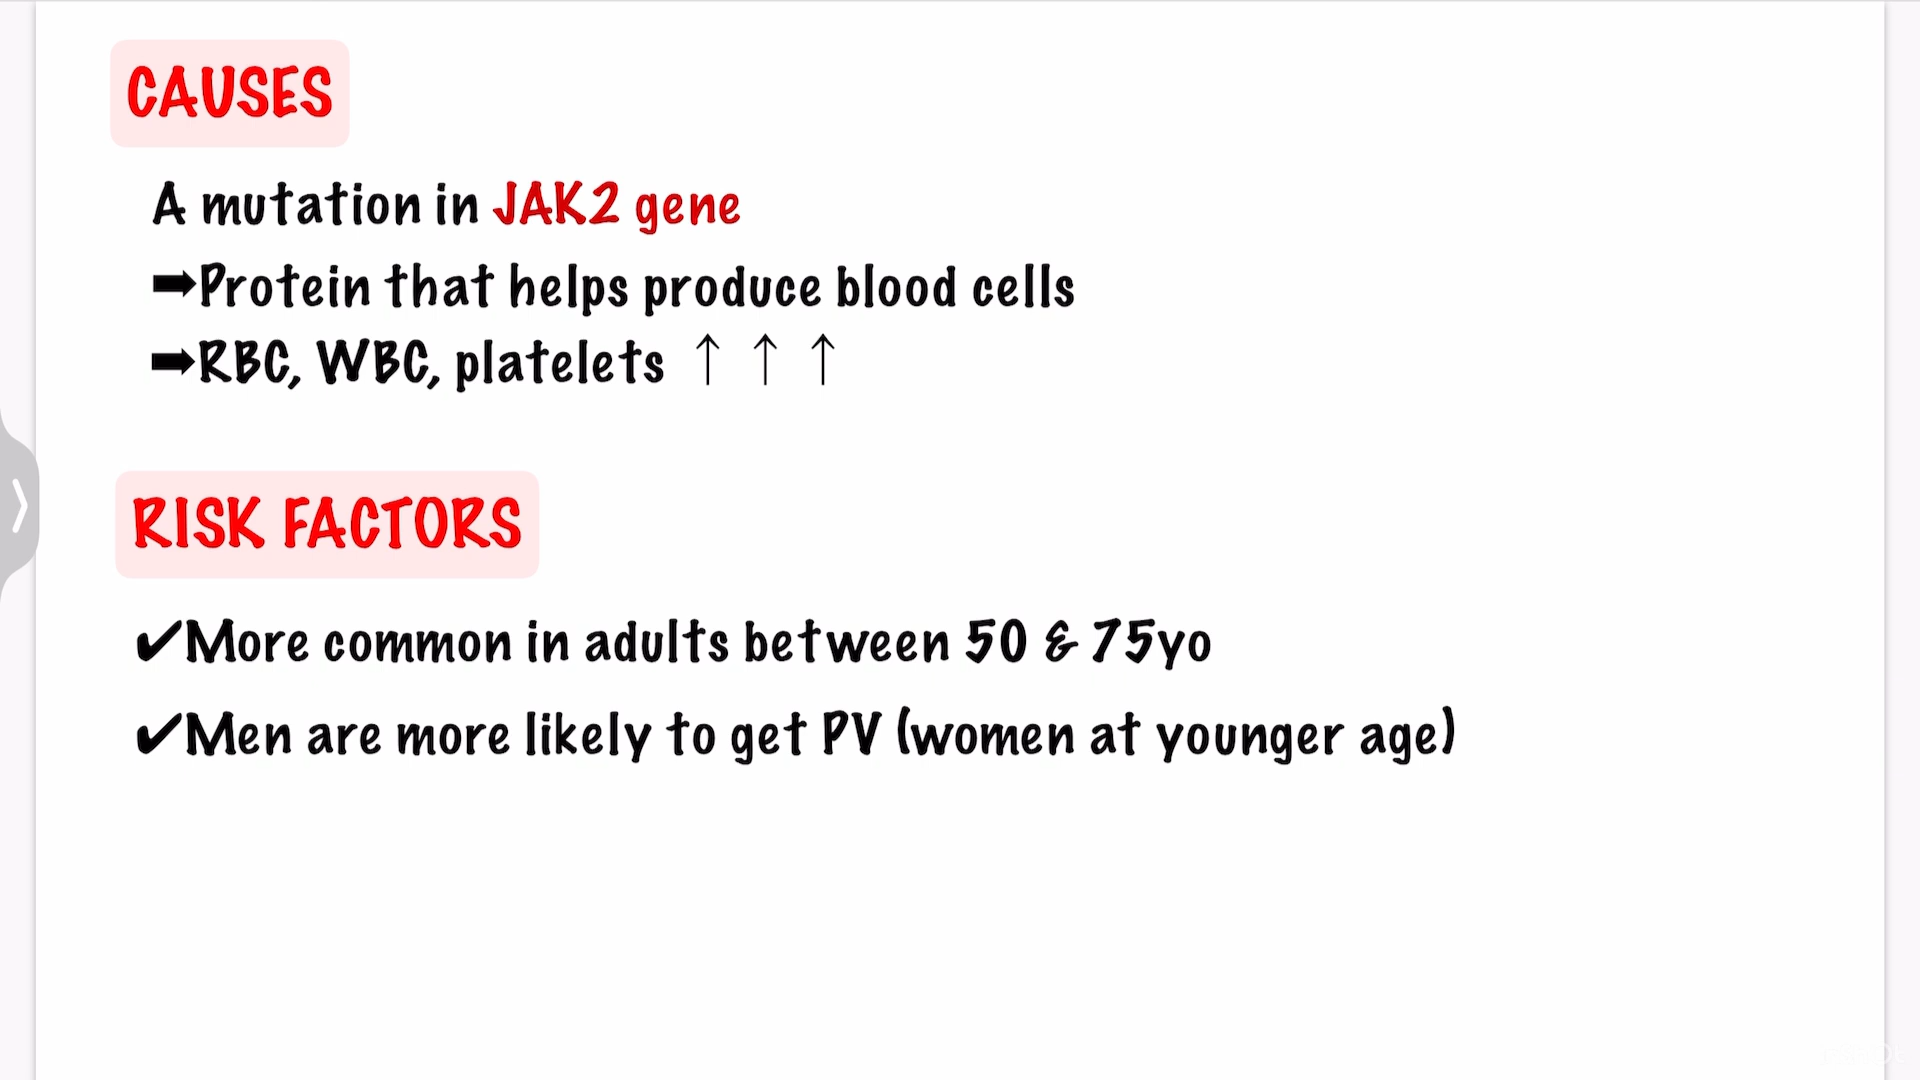 CAUSES
A mutation in JAK2 gene
➡Protein that helps produce blood cells
➡RBC, WBC, platelets ↑ ↑ ↑
RISK FACTORS
✔More common in adults between 50 & 75yo
✔Men are more likely to get PV (women at younger age)